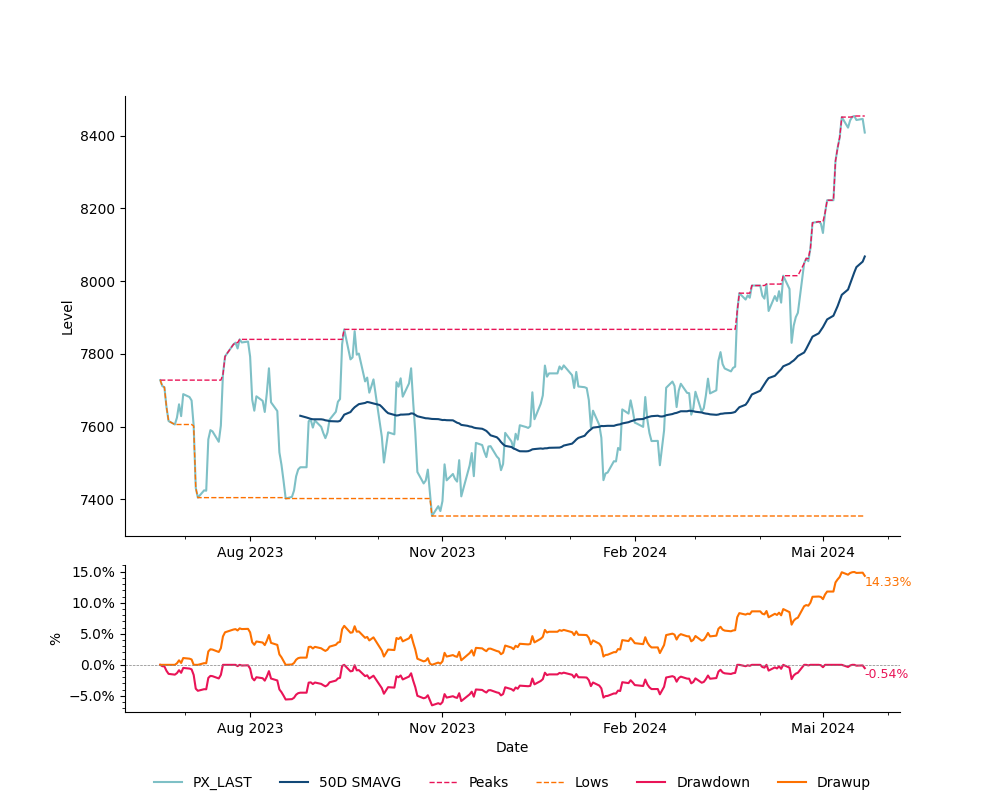 8400
8200
8000
7800
7600
7400
Level
Aug 2023 Nov 2023 Feb 2024 Mai 2024
15.0%
10.0%
5.0%
0.0%
−5.0%
%
14.33%
-0.54%
Aug 2023 Nov 2023 Feb 2024 Mai 2024
Date
PX_LAST 50D SMAVG Peaks Lows Drawdown Drawup